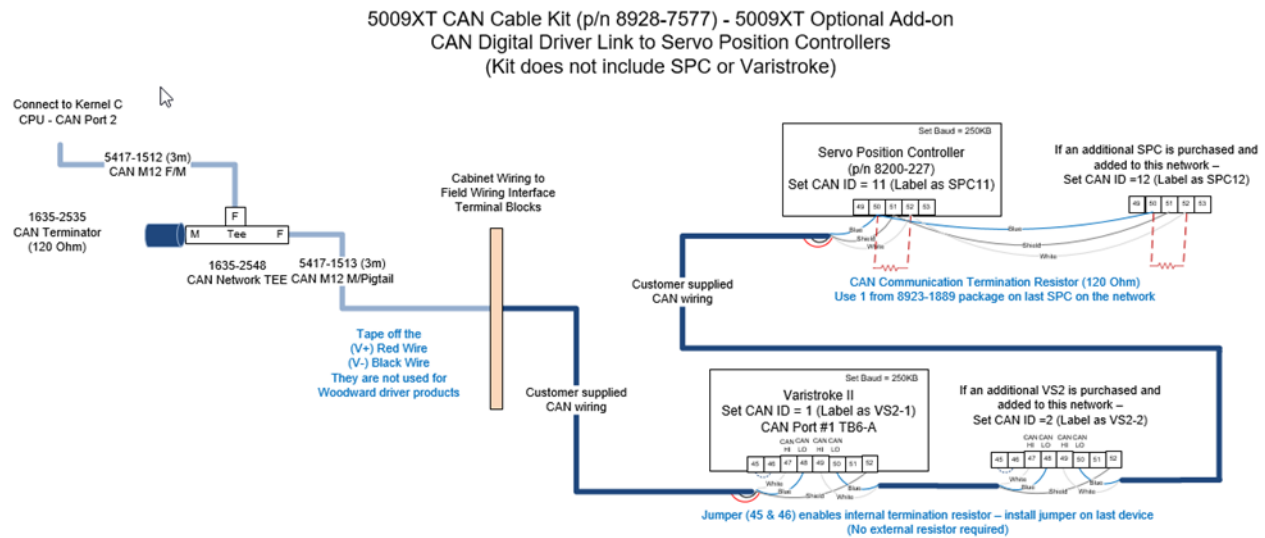 5009XT CAN Cable Kit (p/n 8928-7577) - 5009XT Optional Add-on
CAN Digital Driver Link to Servo Position Controllers
(Kit does not include SPC or Varistroke)
Connect to Kernel C
CPU - CAN Port 2
5417-1512 (3m)
CAN M12 F/M
1635-2535
CAN Terminator
(120 Ohm)
F
M Tee F
1635-2548
CAN Network TEE
5417-1513 (3m)
CAN M12 M/Pigtail
Cabinet Wiring to
Field Wiring Interface
Terminal Blocks
Tape off the
(V+) Red Wire
(V-) Black Wire
They are not used for
Woodward driver products
Customer supplied
CAN wiring
Customer supplied
CAN wiring
Set Baud = 250KB
Servo Position Controller
(p/n 8200-227)
Set CAN ID = 11 (Label as SPC11)
49 50 51 52 53
Blue
Shield
White
If an additional SPC is purchased and
added to this network –
Set CAN ID =12 (Label as SPC12)
49 50 51 52 53
Blue
Shield
White
CAN Communication Termination Resistor (120 Ohm)
Use 1 from 8923-1889 package on last SPC on the network
Set Baud = 250KB
Varistroke II
Set CAN ID = 1 (Label as VS2-1)
CAN Port #1 TB6-A
CAN CAN CAN CAN
HI LO HI LO
45 46 47 48 49 50 51 52
White
Blue
Shield
White
Blue
If an additional VS2 is purchased and
added to this network –
Set CAN ID =2 (Label as VS2-2)
CAN CAN CAN CAN
HI LO HI LO
45 46 47 48 49 50 51 52
White
Blue
Shield
White
Blue
Jumper (45 & 46) enables internal termination resistor – install jumper on last device
(No external resistor required)